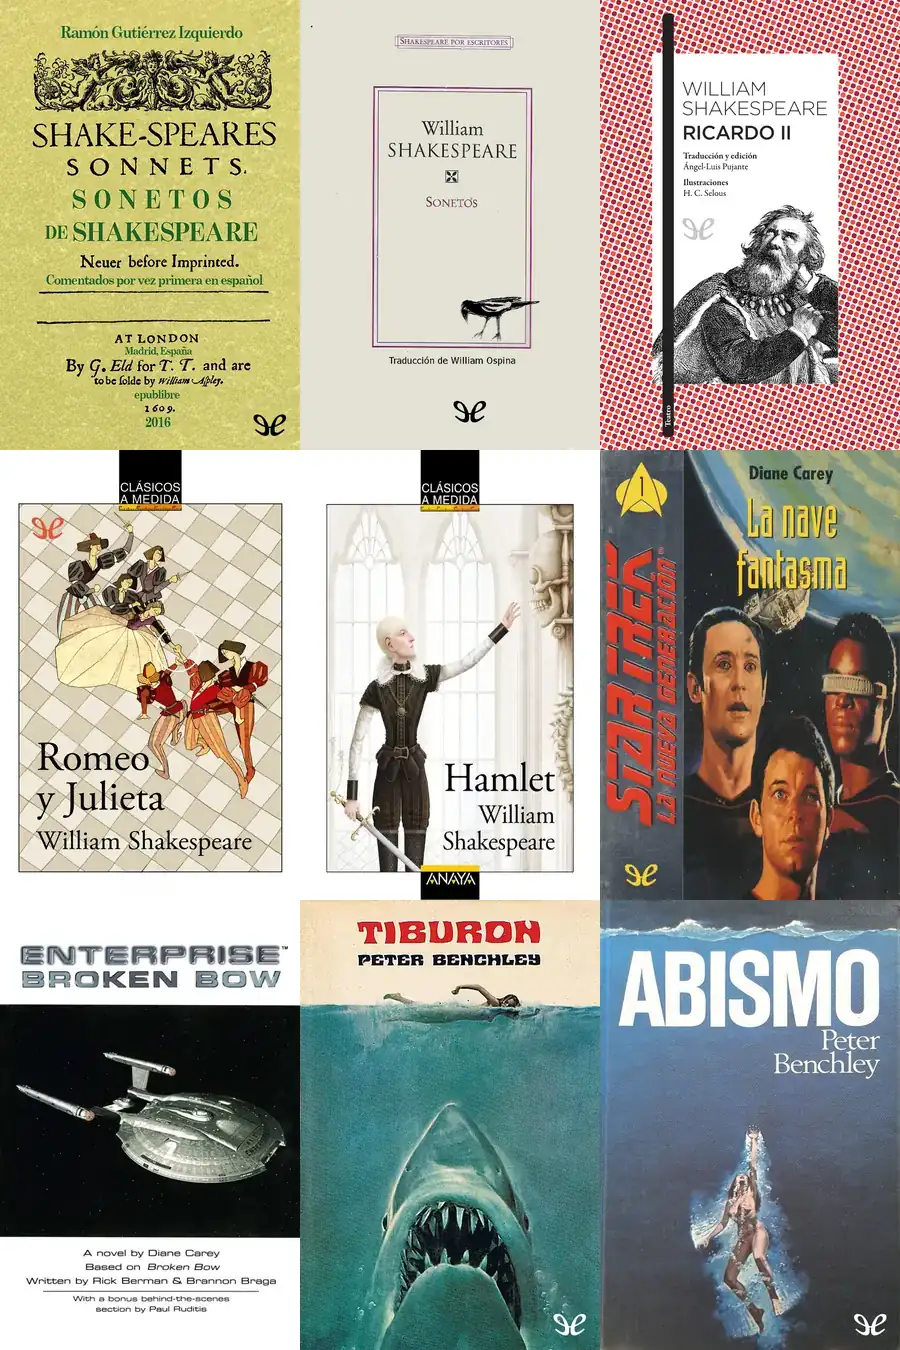 Ramón Gutiérrez Izquierdo
SHAKE-SPEARES
SONNETS.
SONETOS
DE SHAKESPEARE
Neuer before Imprinted.
Comentados por vez primera en español
AT LONDON
Madrid, España
By G. Eld for T. T. and are
to be solde by William Aspley.
epublibre
1609.
2016
SHAKESPEARE POR ESCRITORES
William
SHAKESPEARE
SONETOS
Traducción de William Ospina
WILLIAM
SHAKESPEARE
RICARDO II
Traducción y edición
Ángel-Luis Pujante
Ilustraciones
H. C. Selous
Teatro
CLÁSICOS
A MEDIDA
Romeo
y Julieta
William Shakespeare
CLÁSICOS
A MEDIDA
Hamlet
William
Shakespeare
ANAYA
1
STAR TREK
LA NUEVA GENERACIÓN™
Diane Carey
La nave
fantasma
ENTERPRISE™
BROKEN BOW
A novel by Diane Carey
Based on Broken Bow
Written by Rick Berman & Brannon Braga
With a bonus behind-the-scenes
section by Paul Ruditis
TIBURON
PETER BENCHLEY
ABISMO
Peter
Benchley